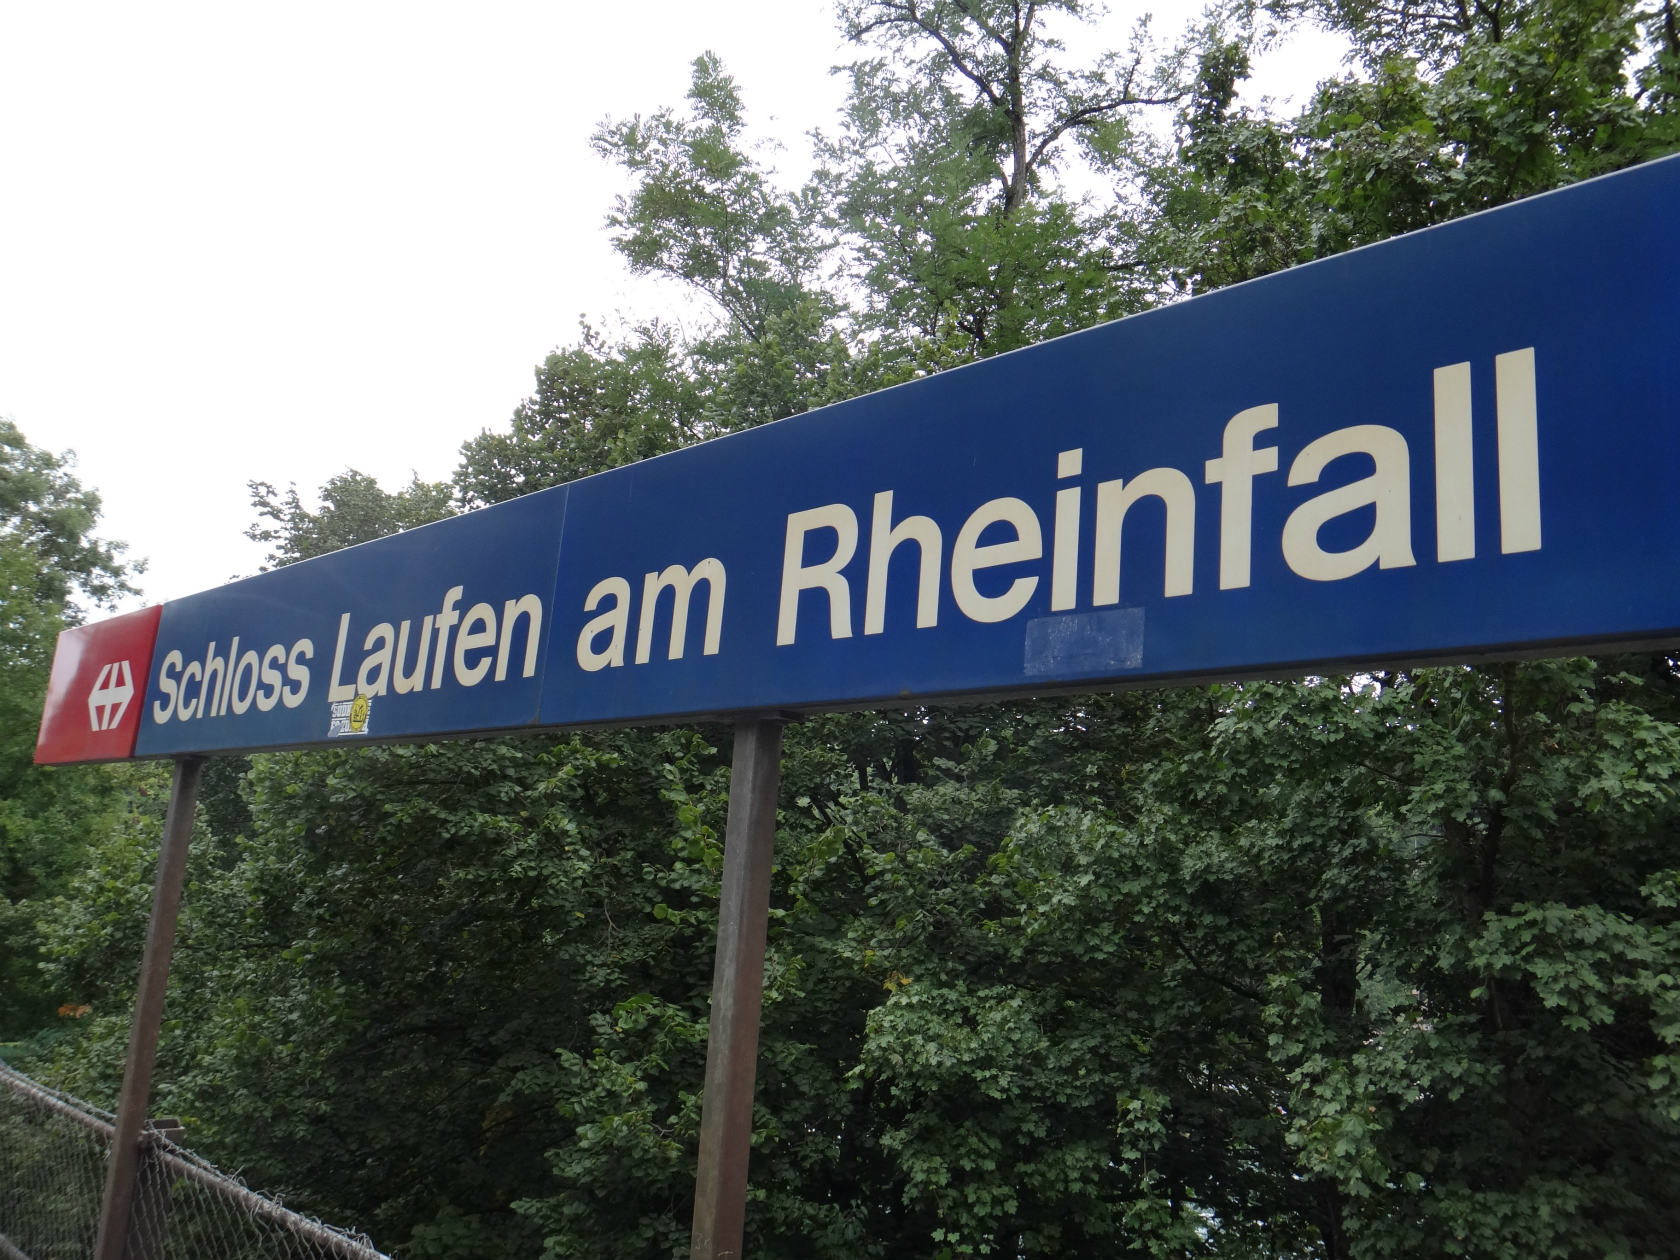 Schloss Laufen am Rheinfall